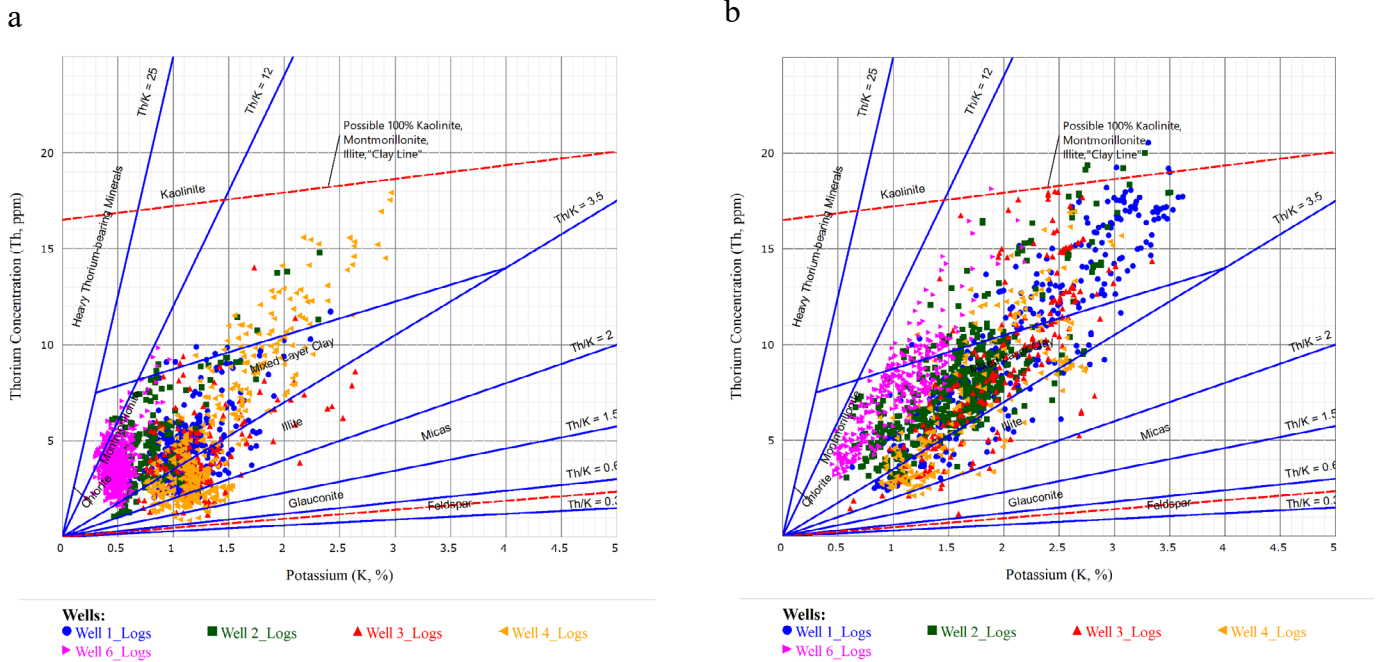 a
Th/K = 25
Th/K = 12
Possible 100% Kaolinite,
Montmorillonite,
Illite,"Clay Line"
20
Kaolinite
Heavy Thorium-bearing Minerals
Th/K = 3.5
15
Thorium Concentration (Th, ppm)
10
Mixed Layer Clay
Th/K = 2
Montmorillonite
Illite
Micas
Th/K = 1.5
5
Chlorite
Glauconite
Th/K = 0.6
Feldspar
Th/K = 0.3
0 0.5 1 1.5 2 2.5 3 3.5 4 4.5 5
Potassium (K, %)
Wells:
Well 1_Logs Well 2_Logs Well 3_Logs Well 4_Logs
Well 6_Logs
b
Th/K = 25
Th/K = 12
Possible 100% Kaolinite,
Montmorillonite,
Illite,"Clay Line"
20
Kaolinite
Heavy Thorium-bearing Minerals
Th/K = 3.5
15
Thorium Concentration (Th, ppm)
10
Clay
Th/K = 2
Montmorillonite
Illite
Micas
Th/K = 1.5
5
Chlorite
Glauconite
Th/K = 0.6
Feldspar
Th/K = 0.3
0 0.5 1 1.5 2 2.5 3 3.5 4 4.5 5
Potassium (K, %)
Wells:
Well 1_Logs Well 2_Logs Well 3_Logs Well 4_Logs
Well 6_Logs